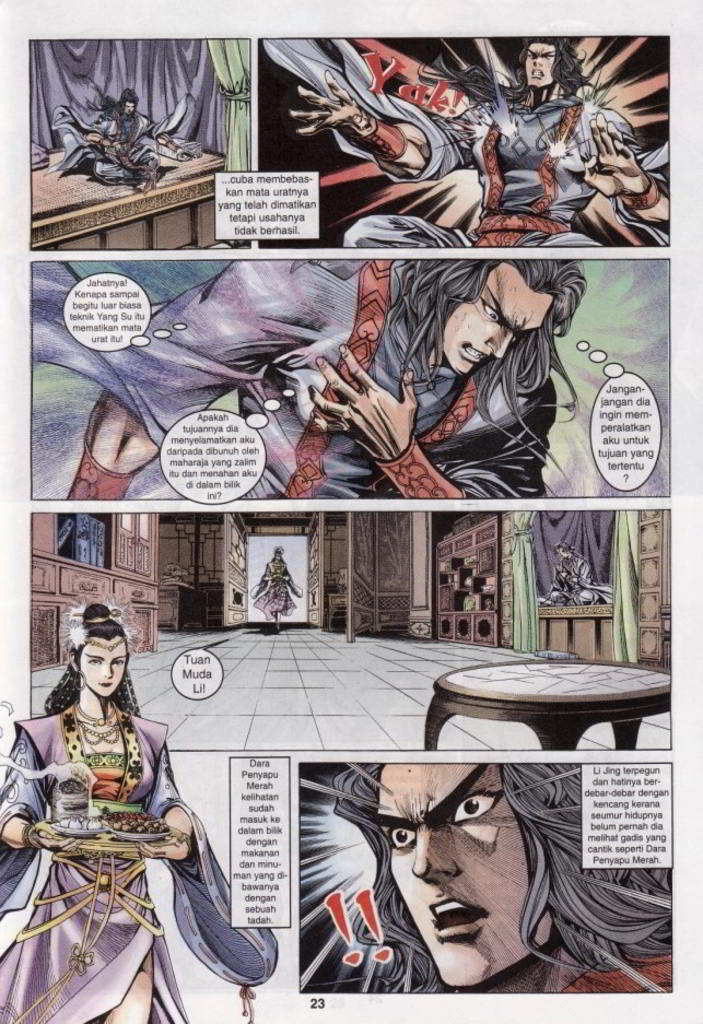 ...cuba membebas-
kan mata uratnya
yang telah dimatikan
tetapi usahanya
tidak berhasil.
Yak!
Jahatnya!
Kenapa sampai
begitu luar biasa
teknik Yang Su itu
mematikan mata
urat itu!
Apakah
tujuannya dia
menyelamatkan aku
daripada dibunuh oleh
maharaja yang zalim
itu dan menahan aku
di dalam bilik
ini?
Jangan-
jangan dia
ingin mem-
peralatkan
aku untuk
tujuan yang
tertentu
?
Tuan
Muda
Li!
Dara
Penyapu
Merah
kelihatan
sudah
masuk ke
dalam bilik
dengan
makanan
dan minu-
man yang di-
bawanya
dengan
sebuah
tadah.
Li Jing terpegun
dan hatinya ber-
debar-debar dengan
kencang kerana
seumur hidupnya
belum pernah dia
melihat gadis yang
cantik seperti Dara
Penyapu Merah.
!!
23